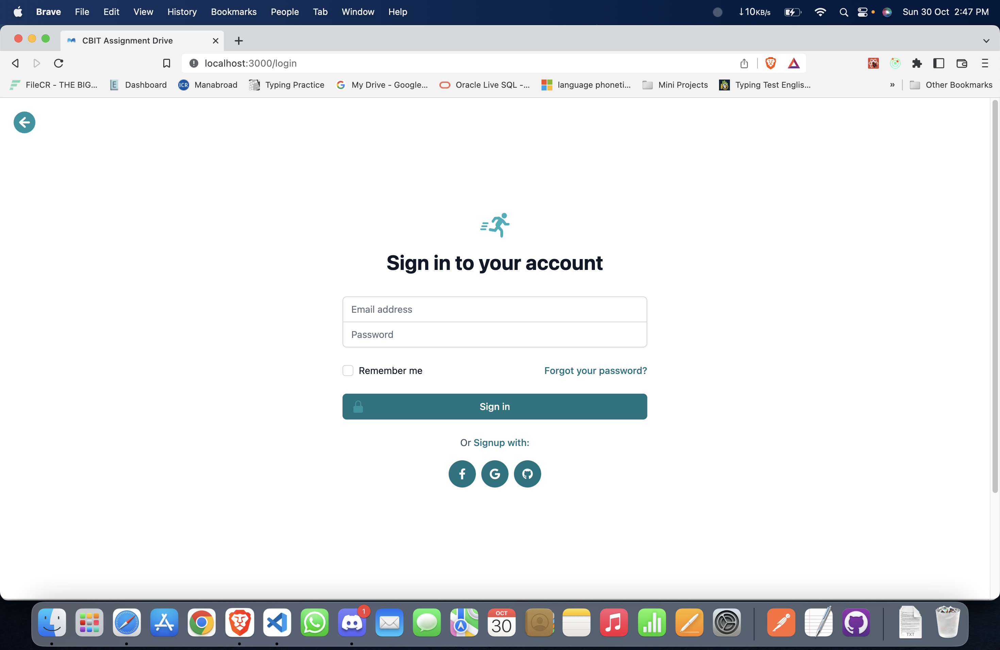 Brave File Edit View History Bookmarks People Tab Window Help ↓10KB/s Sun 30 Oct 2:47 PM
CBIT Assignment Drive
localhost:3000/login
FileCR - THE BIG... E Dashboard ICR Manabroad Typing Practice My Drive - Google... Oracle Live SQL -... language phoneti... Mini Projects Typing Test Englis... » Other Bookmarks
Sign in to your account
Email address
Password
Remember me Forgot your password?
Sign in
Or Signup with:
1
OCT
30
TXT